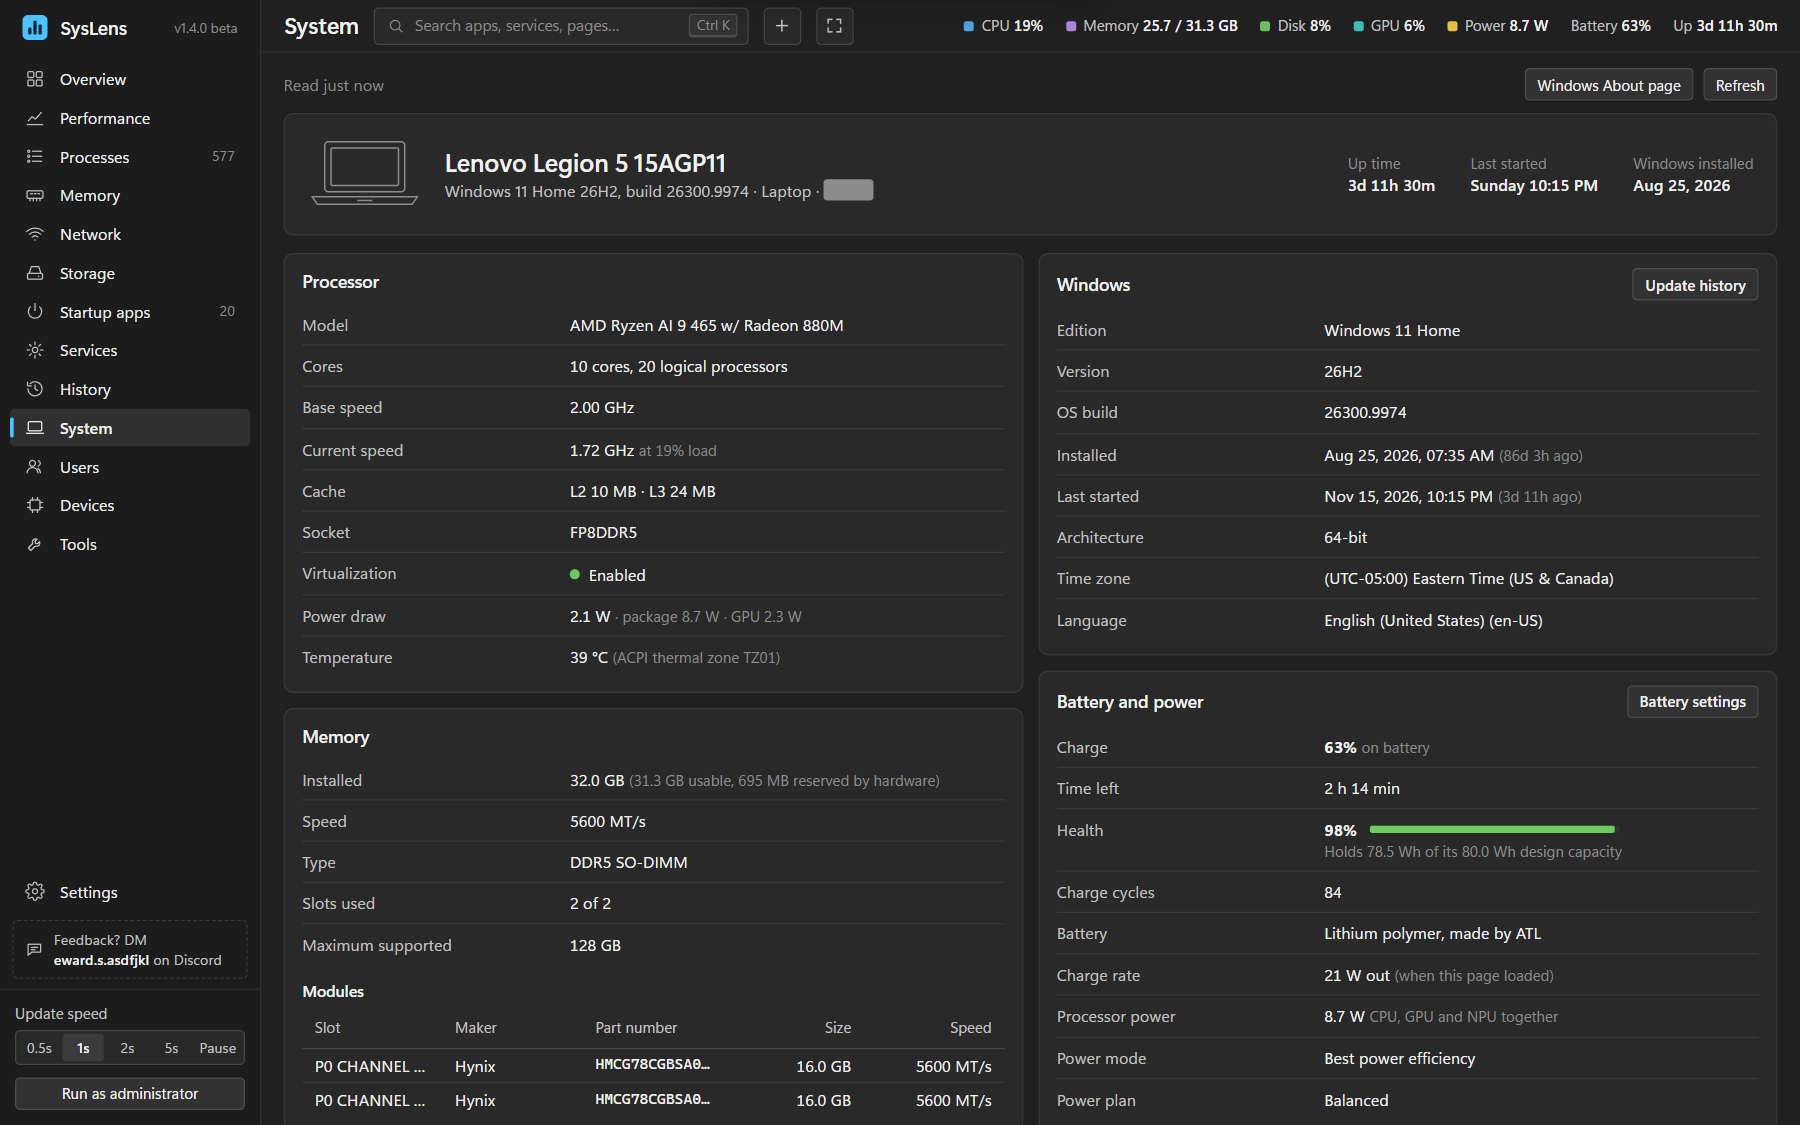 SysLens v1.4.0 beta
System
Search apps, services, pages... Ctrl K
CPU 19% Memory 25.7 / 31.3 GB Disk 8% GPU 6% Power 8.7 W Battery 63% Up 3d 11h 30m
Overview
Performance
Processes 577
Memory
Network
Storage
Startup apps 20
Services
History
System
Users
Devices
Tools
Settings
Feedback? DM
eward.s.asdfjkl on Discord
Update speed
0.5s 1s 2s 5s Pause
Run as administrator
Read just now
Windows About page Refresh
Lenovo Legion 5 15AGP11
Windows 11 Home 26H2, build 26300.9974 · Laptop ·
Up time
3d 11h 30m
Last started
Sunday 10:15 PM
Windows installed
Aug 25, 2026
Processor
Model AMD Ryzen AI 9 465 w/ Radeon 880M
Cores 10 cores, 20 logical processors
Base speed 2.00 GHz
Current speed 1.72 GHz at 19% load
Cache L2 10 MB · L3 24 MB
Socket FP8DDR5
Virtualization Enabled
Power draw 2.1 W · package 8.7 W · GPU 2.3 W
Temperature 39 °C (ACPI thermal zone TZ01)
Memory
Installed 32.0 GB (31.3 GB usable, 695 MB reserved by hardware)
Speed 5600 MT/s
Type DDR5 SO-DIMM
Slots used 2 of 2
Maximum supported 128 GB
Modules
Slot Maker Part number Size Speed
P0 CHANNEL ... Hynix HMCG78CGBSA0... 16.0 GB 5600 MT/s
P0 CHANNEL ... Hynix HMCG78CGBSA0... 16.0 GB 5600 MT/s
Windows Update history
Edition Windows 11 Home
Version 26H2
OS build 26300.9974
Installed Aug 25, 2026, 07:35 AM (86d 3h ago)
Last started Nov 15, 2026, 10:15 PM (3d 11h ago)
Architecture 64-bit
Time zone (UTC-05:00) Eastern Time (US & Canada)
Language English (United States) (en-US)
Battery and power Battery settings
Charge 63% on battery
Time left 2 h 14 min
Health 98%
Holds 78.5 Wh of its 80.0 Wh design capacity
Charge cycles 84
Battery Lithium polymer, made by ATL
Charge rate 21 W out (when this page loaded)
Processor power 8.7 W CPU, GPU and NPU together
Power mode Best power efficiency
Power plan Balanced